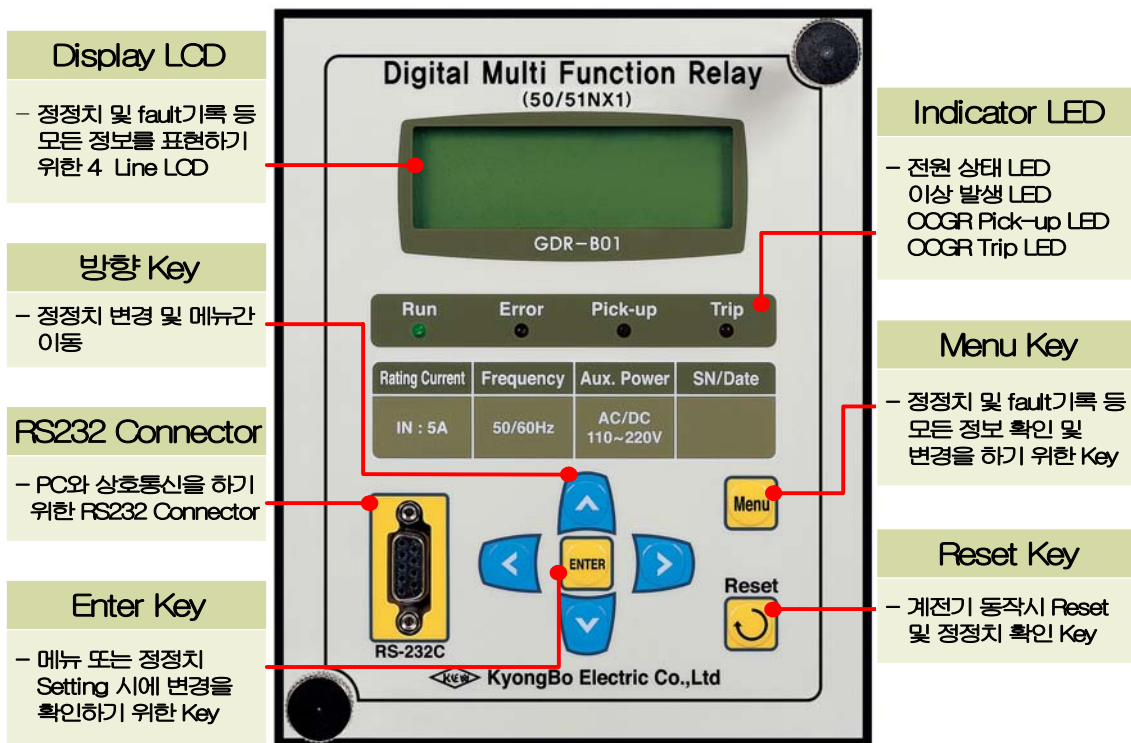 Display LCD
- 정정치 및 fault기록 등
모든 정보를 표현하기
위한 4 Line LCD
방향 Key
- 정정치 변경 및 메뉴간
이동
RS232 Connector
- PC와 상호통신을 하기
위한 RS232 Connector
Enter Key
- 메뉴 또는 정정치
Setting 시에 변경을
확인하기 위한 Key
Digital Multi Function Relay
(50/51NX1)
GDR-B01
Run Error Pick-up Trip
Rating Current Frequency Aux. Power SN/Date
IN : 5A 50/60Hz AC/DC
110~220V
Menu
ENTER
Reset
RS-232C
KyongBo Electric Co.,Ltd
Indicator LED
- 전원 상태 LED
이상 발생 LED
OCGR Pick-up LED
OCGR Trip LED
Menu Key
- 정정치 및 fault기록 등
모든 정보 확인 및
변경을 하기 위한 Key
Reset Key
- 계전기 동작시 Reset
및 정정치 확인 Key